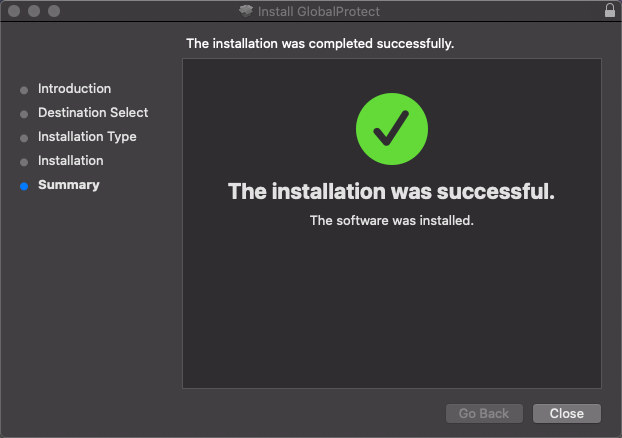 Install GlobalProtect
The installation was completed successfully.
Introduction
Destination Select
Installation Type
Installation
Summary
The installation was successful.
The software was installed.
Go Back
Close